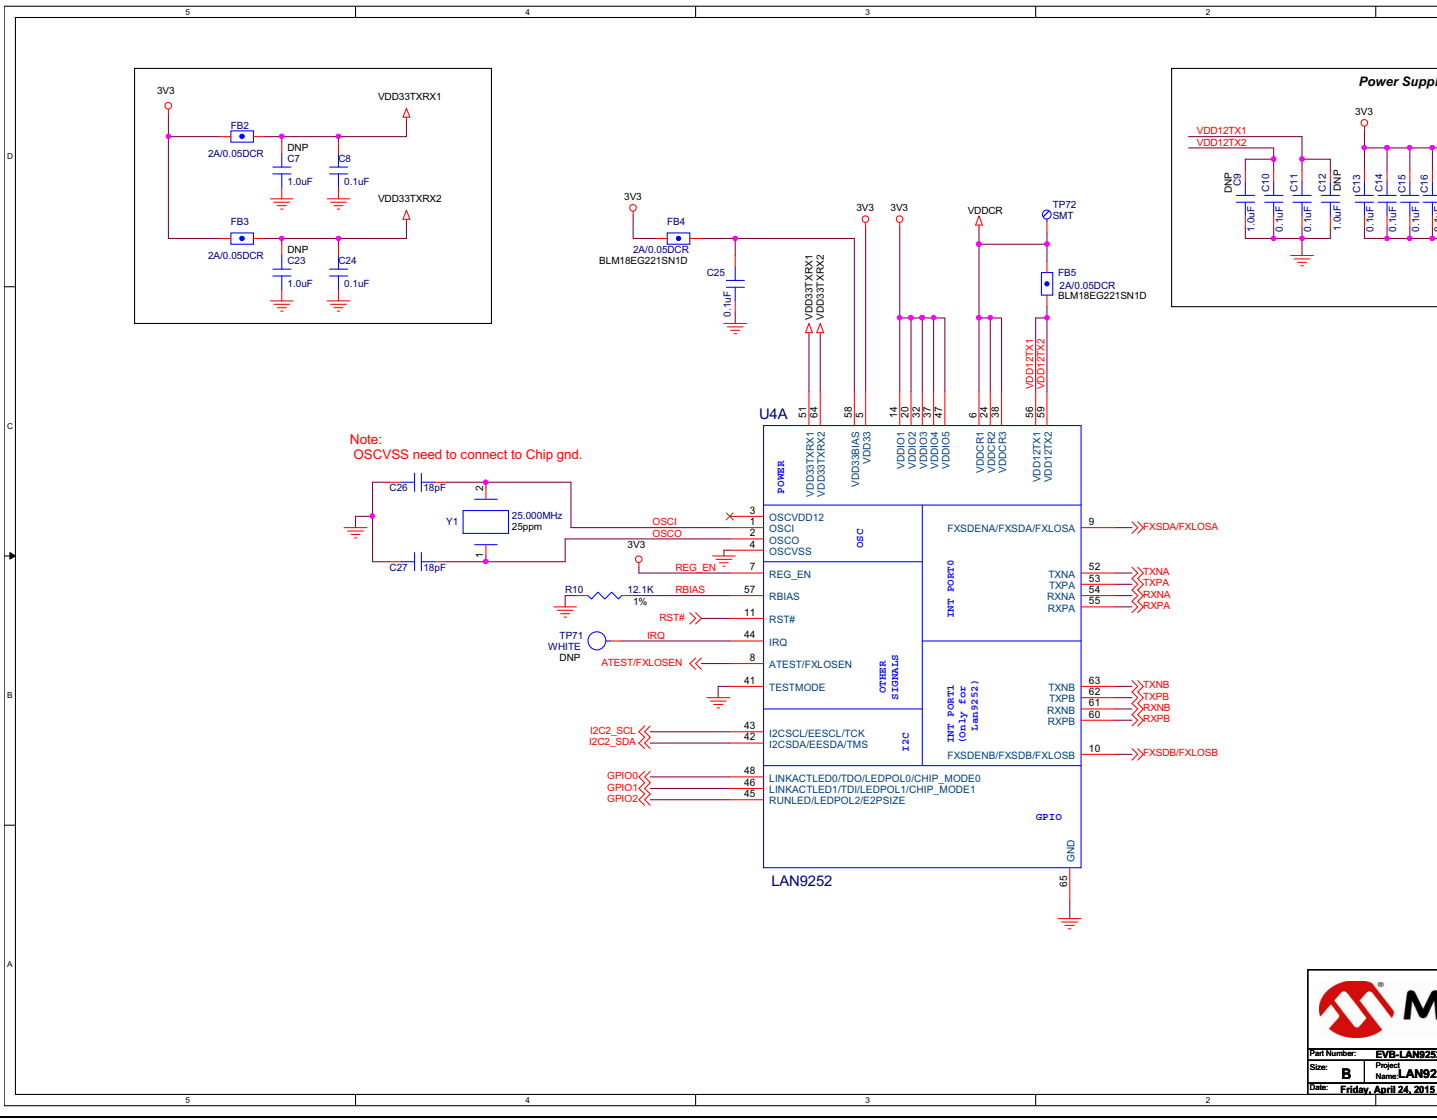 5
4
3
2
D
C
B
A
3V3
VDD33TXRX1
FB2
2A/0.05DCR
DNP
C7
1.0uF
C8
0.1uF
VDD33TXRX2
FB3
2A/0.05DCR
DNP
C23
1.0uF
C24
0.1uF
3V3
FB4
2A/0.05DCR
BLM18EG221SN1D
C25
0.1uF
VDD33TXRX1
VDD33TXRX2
3V3
3V3
VDDCR
TP72
SMT
FB5
2A/0.05DCR
BLM18EG221SN1D
VDD12TX1
VDD12TX2
Power Suppl
3V3
VDD12TX1
VDD12TX2
DNP
C9
1.0uF
C10
0.1uF
C11
0.1uF
C12
DNP
1.0uF
C13
0.1uF
C14
0.1uF
C15
0.1uF
C16
U4A
51
64
58
5
14
20
32
37
47
6
24
38
56
59
POWER
VDD33TXRX1
VDD33TXRX2
VDD33BIAS
VDD33
VDDIO1
VDDIO2
VDDIO3
VDDIO4
VDDIO5
VDDCR1
VDDCR2
VDDCR3
VDD12TX1
VDD12TX2
Note:
OSCVSS need to connect to Chip gnd.
C26 18pF
2
Y1
25.000MHz
25ppm
1
C27 18pF
OSCI
OSCO
3V3
REG_EN
R10 12.1K RBIAS
1%
RST#
TP71
WHITE
DNP
IRQ
ATEST/FXLOSEN
I2C2_SCL
I2C2_SDA
GPIO0
GPIO1
GPIO2
3 OSCVDD12
1 OSCI
2 OSCO
4 OSCVSS
OSC
7 REG_EN
57 RBIAS
11 RST#
44 IRQ
8 ATEST/FXLOSEN
41 TESTMODE
OTHER
SIGNALS
43 I2CSCL/EESCL/TCK
42 I2CSDA/EESDA/TMS
I2C
48 LINKACTLED0/TDO/LEDPOL0/CHIP_MODE0
46 LINKACTLED1/TDI/LEDPOL1/CHIP_MODE1
45 RUNLED/LEDPOL2/E2PSIZE
GPIO
FXSDENA/FXSDA/FXLOSA 9 FXSDA/FXLOSA
INT PORT0
TXNA 52 TXNA
TXPA 53 TXPA
RXNA 54 RXNA
RXPA 55 RXPA
INT PORT1
(Only for
Lan9252)
TXNB 63 TXNB
TXPB 62 TXPB
RXNB 61 RXNB
RXPB 60 RXPB
FXSDENB/FXSDB/FXLOSB 10 FXSDB/FXLOSB
GND
65
LAN9252
®
M
Part Number: EVB-LAN925
Size: B
Project
Name: LAN92
Date: Friday, April 24, 2015
5
4
3
2